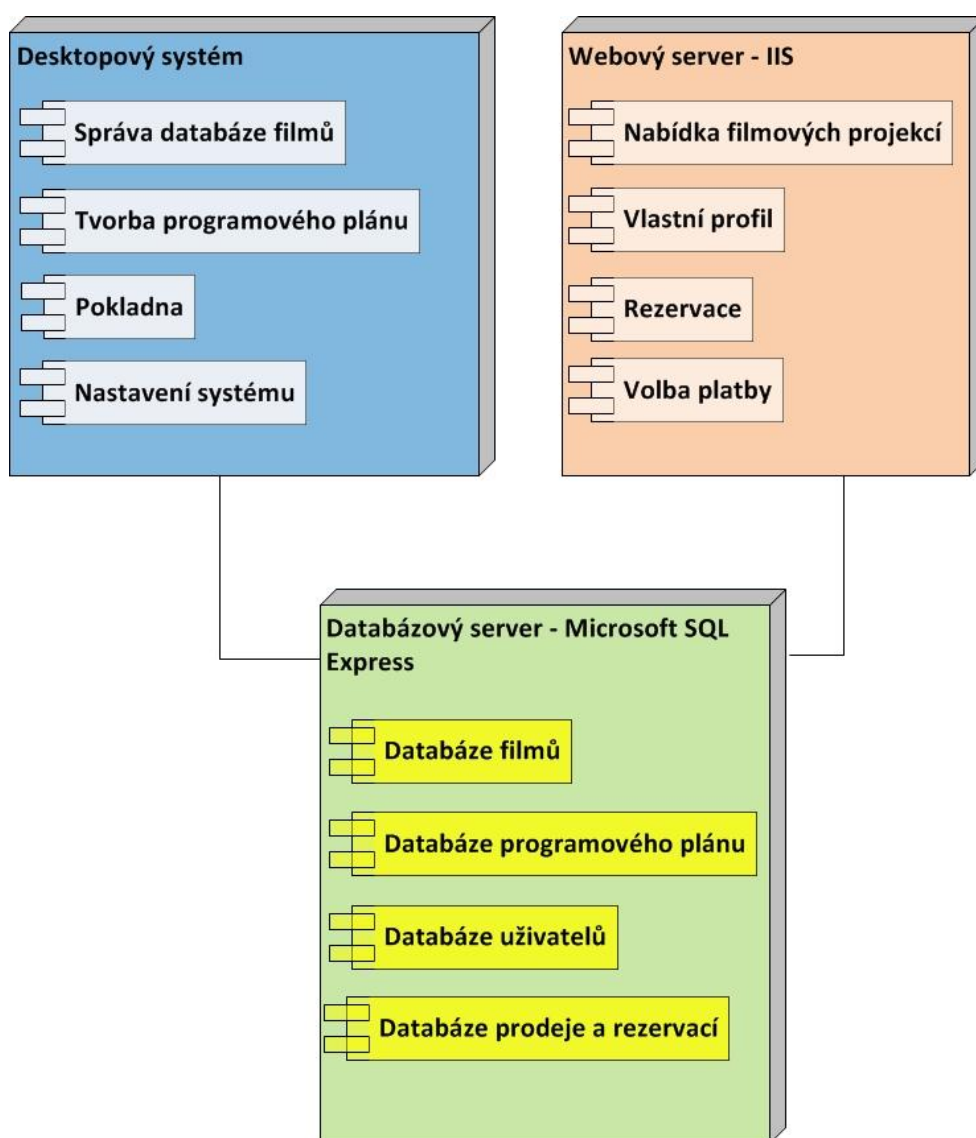 Desktopový systém
Správa databáze filmů
Tvorba programového plánu
Pokladna
Nastavení systému
Webový server - IIS
Nabídka filmových projekcí
Vlastní profil
Rezervace
Volba platby
Databázový server - Microsoft SQL
Express
Databáze filmů
Databáze programového plánu
Databáze uživatelů
Databáze prodeje a rezervací